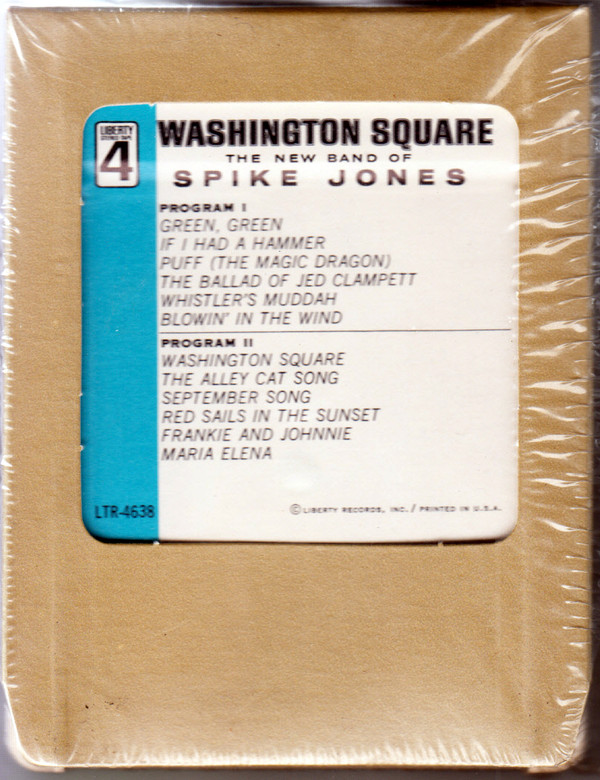 LIBERTY
STEREO TAPE
4
WASHINGTON SQUARE
THE NEW BAND OF
SPIKE JONES
PROGRAM I
GREEN, GREEN
IF I HAD A HAMMER
PUFF (THE MAGIC DRAGON)
THE BALLAD OF JED CLAMPETT
WHISTLER'S MUDDAH
BLOWIN' IN THE WIND
PROGRAM II
WASHINGTON SQUARE
THE ALLEY CAT SONG
SEPTEMBER SONG
RED SAILS IN THE SUNSET
FRANKIE AND JOHNNIE
MARIA ELENA
LTR-4638
©LIBERTY RECORDS, INC. / PRINTED IN U.S.A.